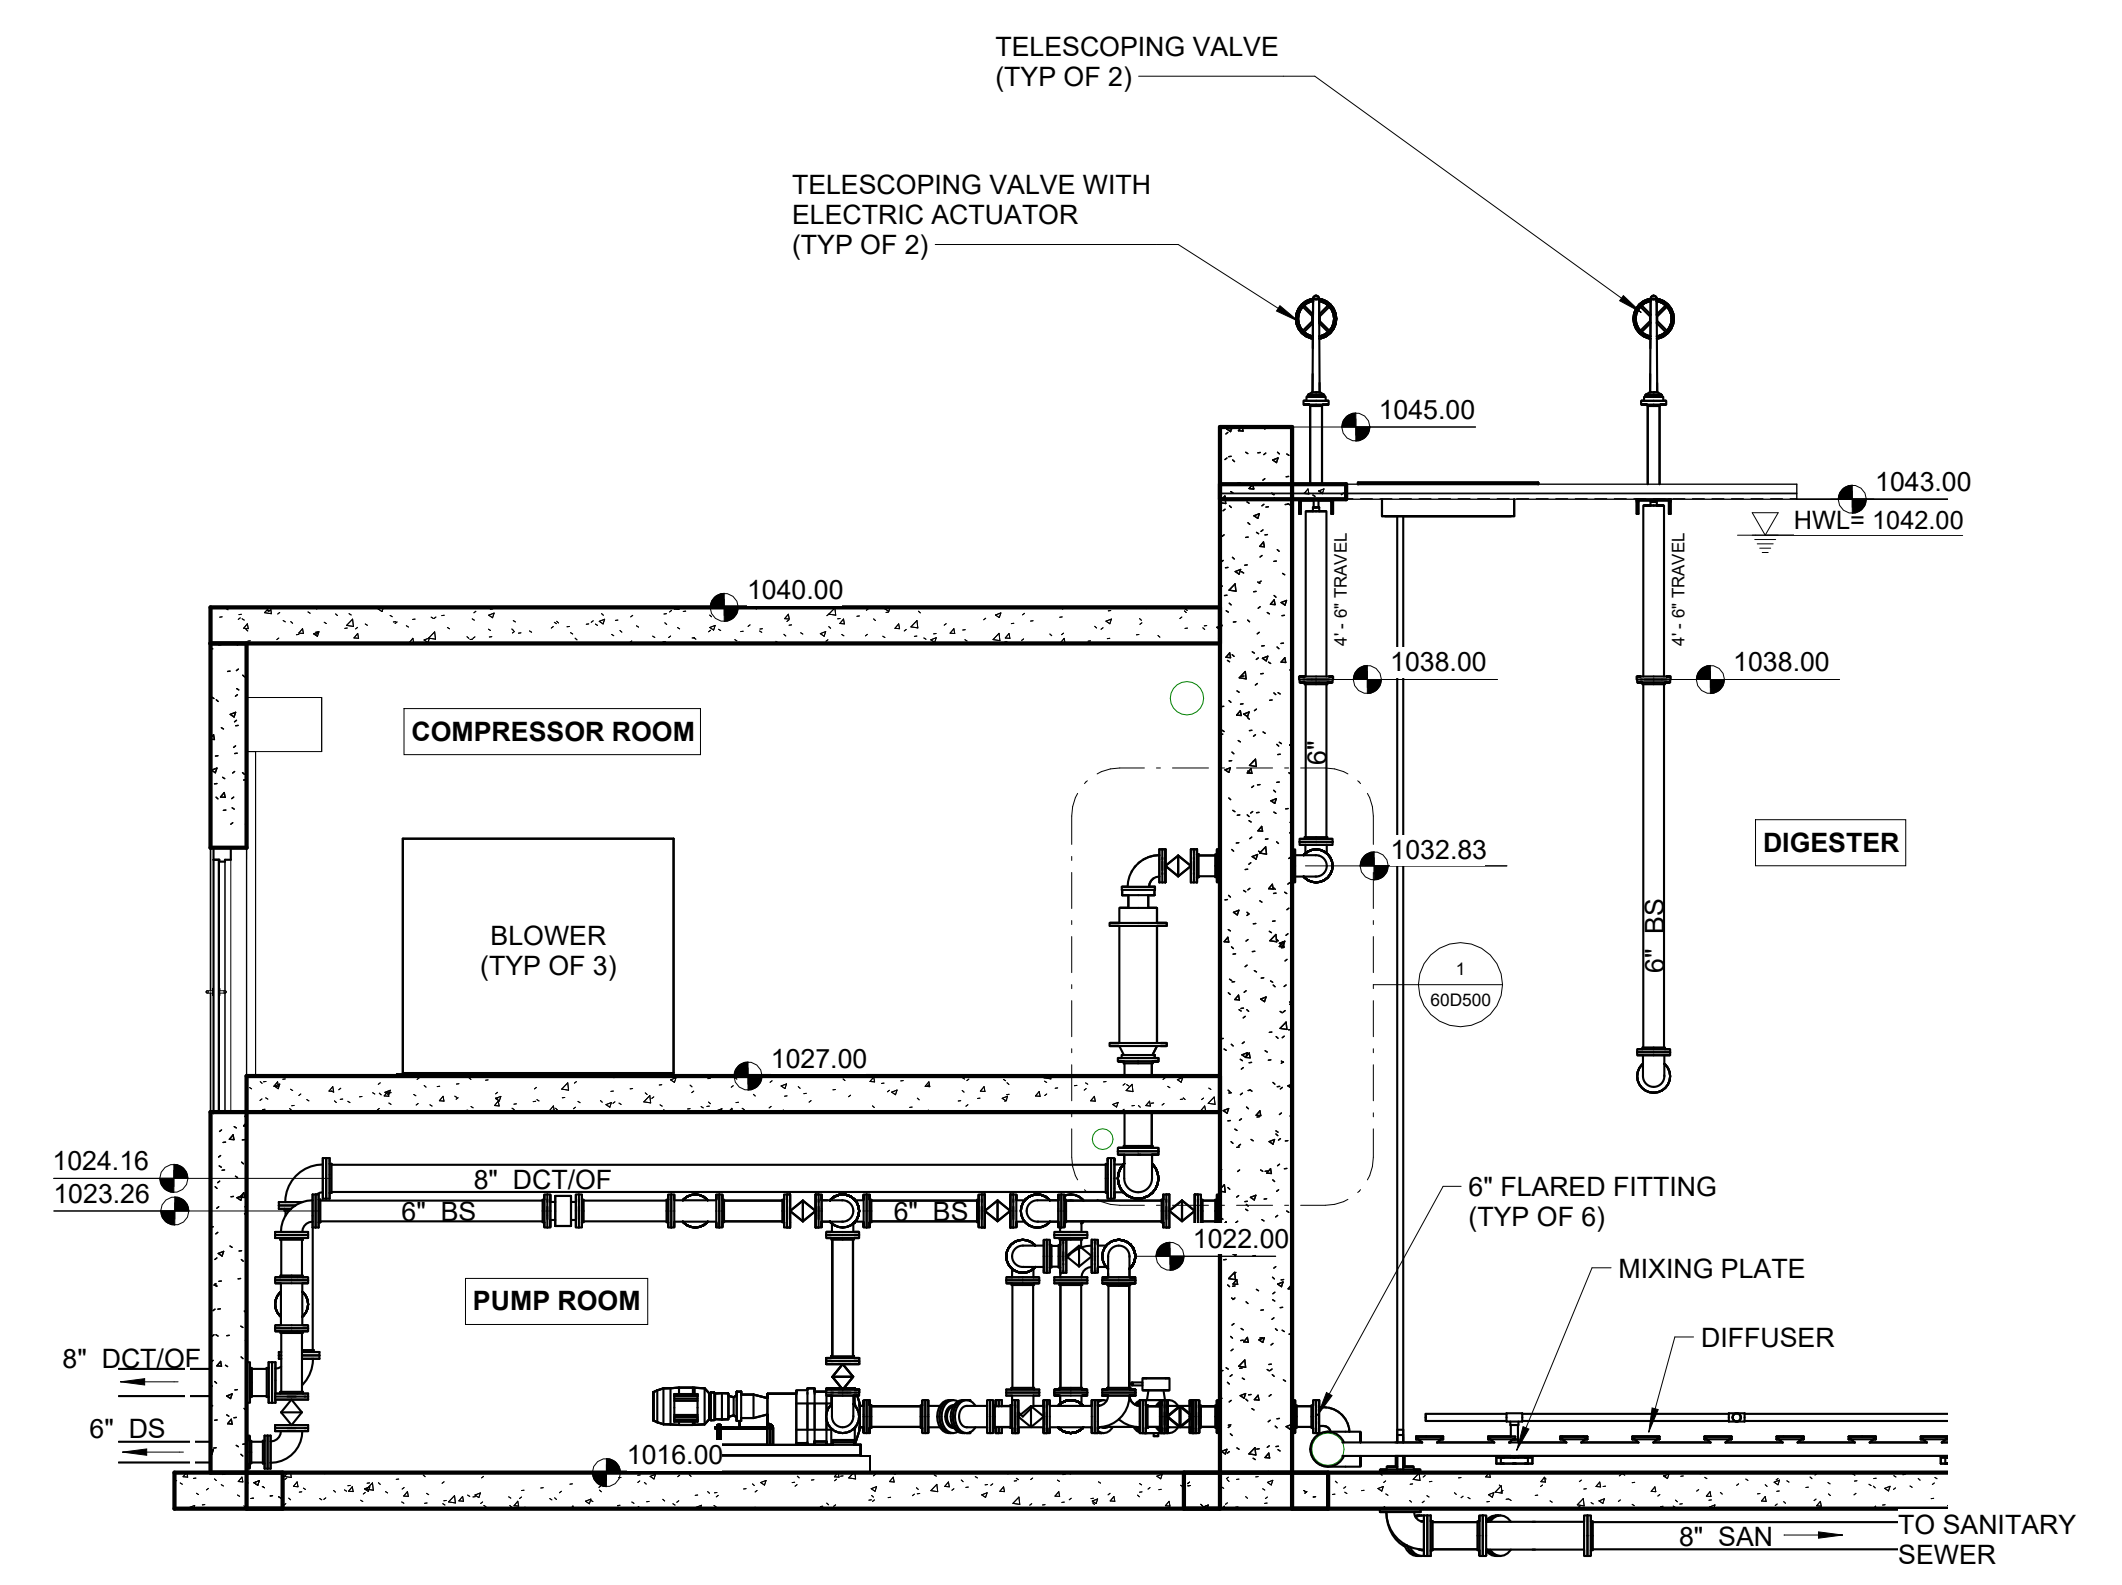 TELESCOPING VALVE
(TYP OF 2)
TELESCOPING VALVE WITH
ELECTRIC ACTUATOR
(TYP OF 2)
1045.00
1043.00
HWL= 1042.00
4' - 6" TRAVEL
4' - 6" TRAVEL
1040.00
1038.00
1038.00
COMPRESSOR ROOM
6"
DIGESTER
1032.83
BLOWER
(TYP OF 3)
6" BS
1
60D500
1027.00
1024.16
1023.26
8" DCT/OF
6" BS
6" BS
6" FLARED FITTING
(TYP OF 6)
1022.00
MIXING PLATE
PUMP ROOM
DIFFUSER
8" DCT/OF
6" DS
1016.00
8" SAN
TO SANITARY
SEWER